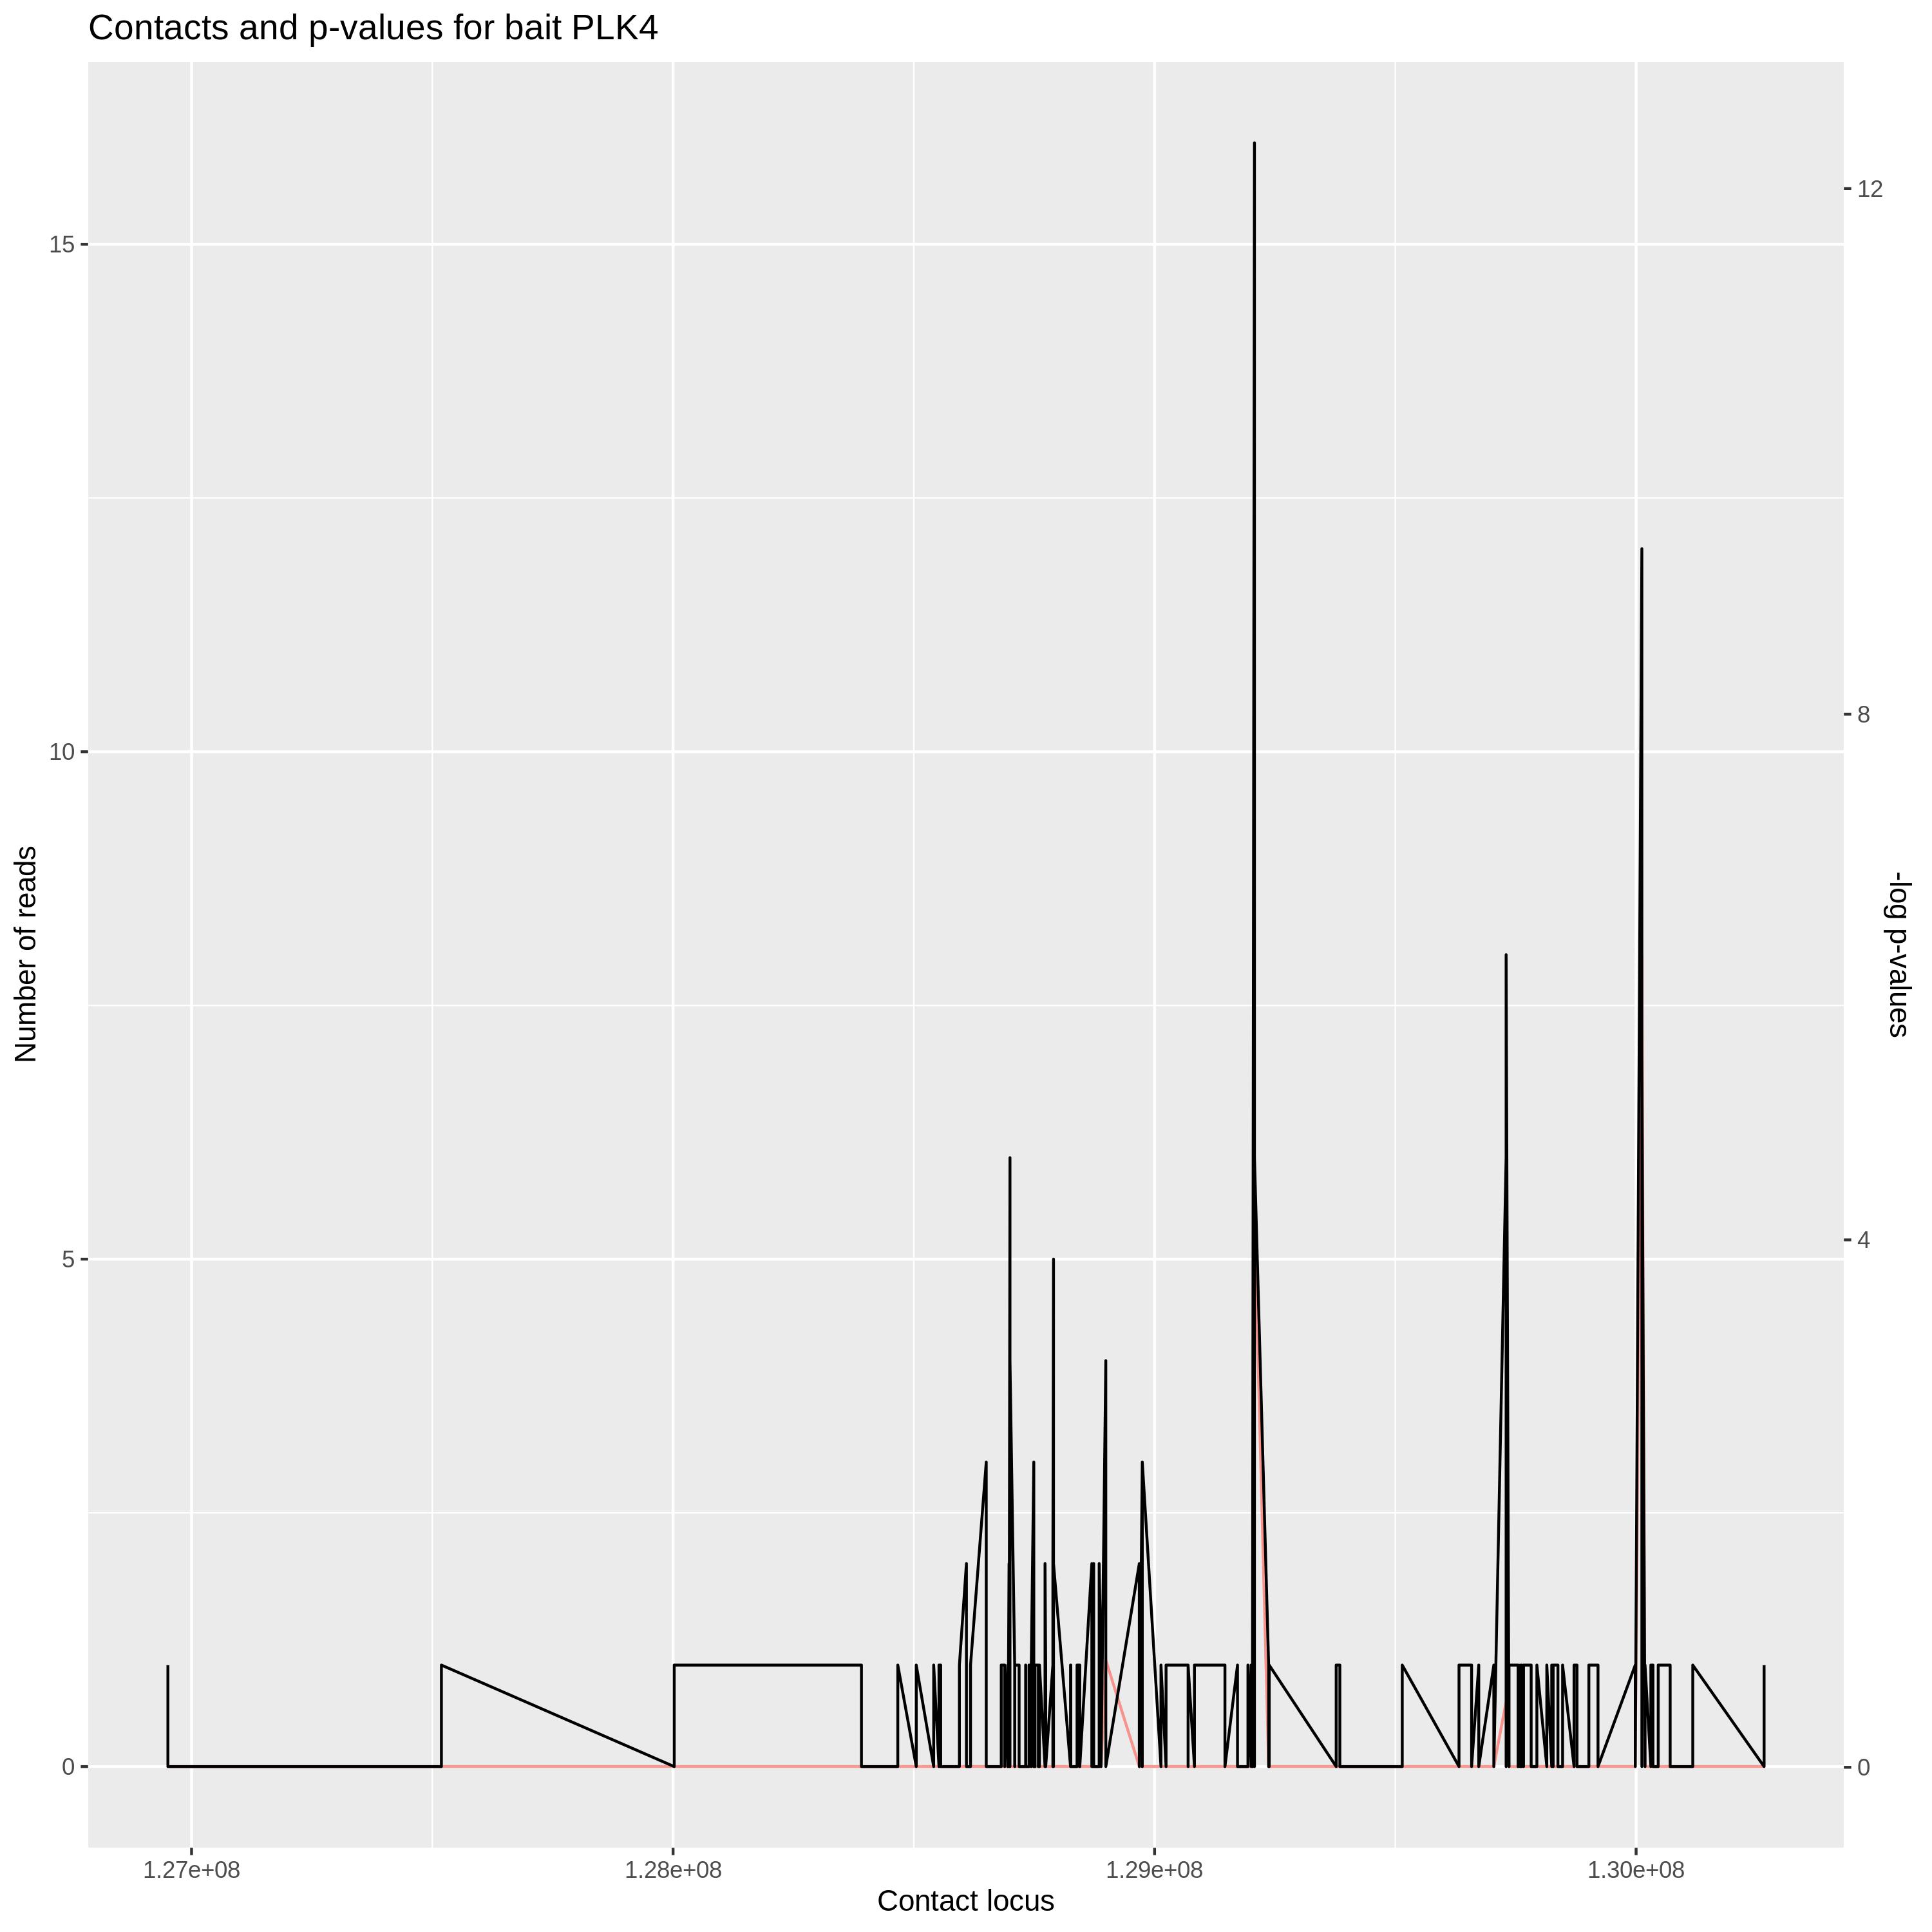 Contacts and p-values for bait PLK4
15
10
5
0
Number of reads
12
8
4
0
-log p-values
1.27e+08
1.28e+08
1.29e+08
1.30e+08
Contact locus